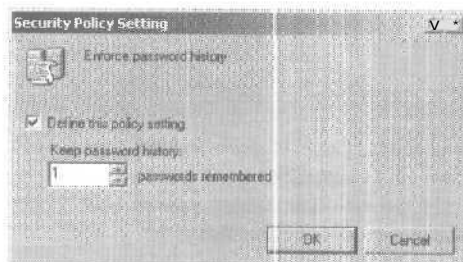 Security Policy Setting
V *
Enforce password history
Define this policy setting
Keep password history:
1
passwords remembered
OK
Cancel